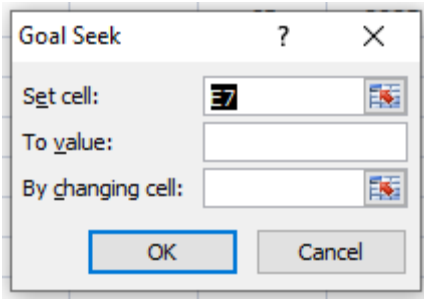 Goal Seek ? ×
Set cell: E7
To value:
By changing cell:
OK Cancel